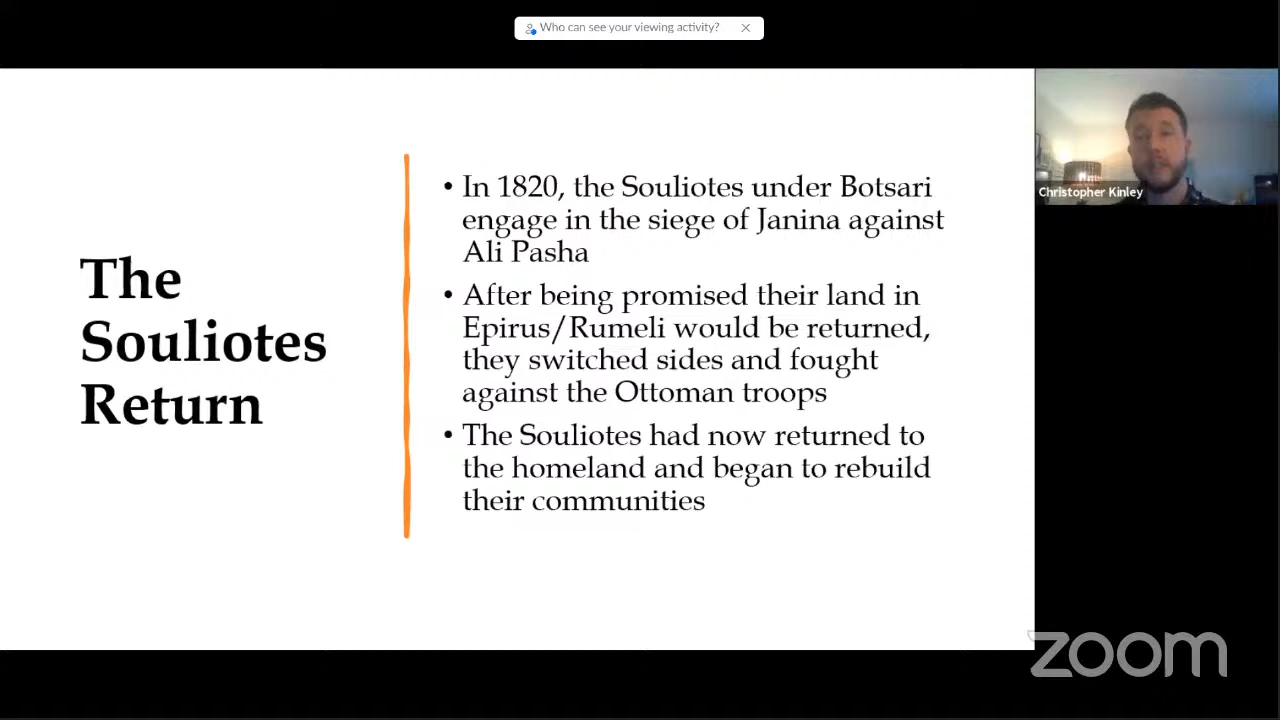 Who can see your viewing activity?
The
Souliotes
Return
• In 1820, the Souliotes under Botsari
engage in the siege of Janina against
Ali Pasha
• After being promised their land in
Epirus/Rumeli would be returned,
they switched sides and fought
against the Ottoman troops
• The Souliotes had now returned to
the homeland and began to rebuild
their communities
Christopher Kinley
zoom